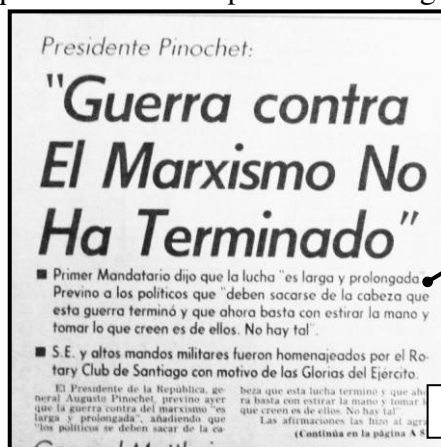 Presidente Pinochet:
"Guerra contra
El Marxismo No
Ha Terminado"
■ Primer Mandatario dijo que la lucha "es larga y prolongada".
Previno a los políticos que "deben sacarse de la cabeza que
esta guerra terminó y que ahora basta con estirar la mano y
tomar lo que creen es de ellos. No hay tal".
■ S.E. y altos mandos militares fueron homenajeados por el Ro-
tary Club de Santiago con motivo de las Glorias del Ejército.
El Presidente de la República, ge-
neral Augusto Pinochet, previno ayer
que la guerra contra del marxismo "es
larga y prolongada", añadiendo que
"los políticos se deben sacar de la ca-
beza que esta lucha terminó y que aho
ra basta con estirar la mano y tomar l
que creen es de ellos. No hay tal".
Las afirmaciones las hizo al agra
(Continúa en la página A